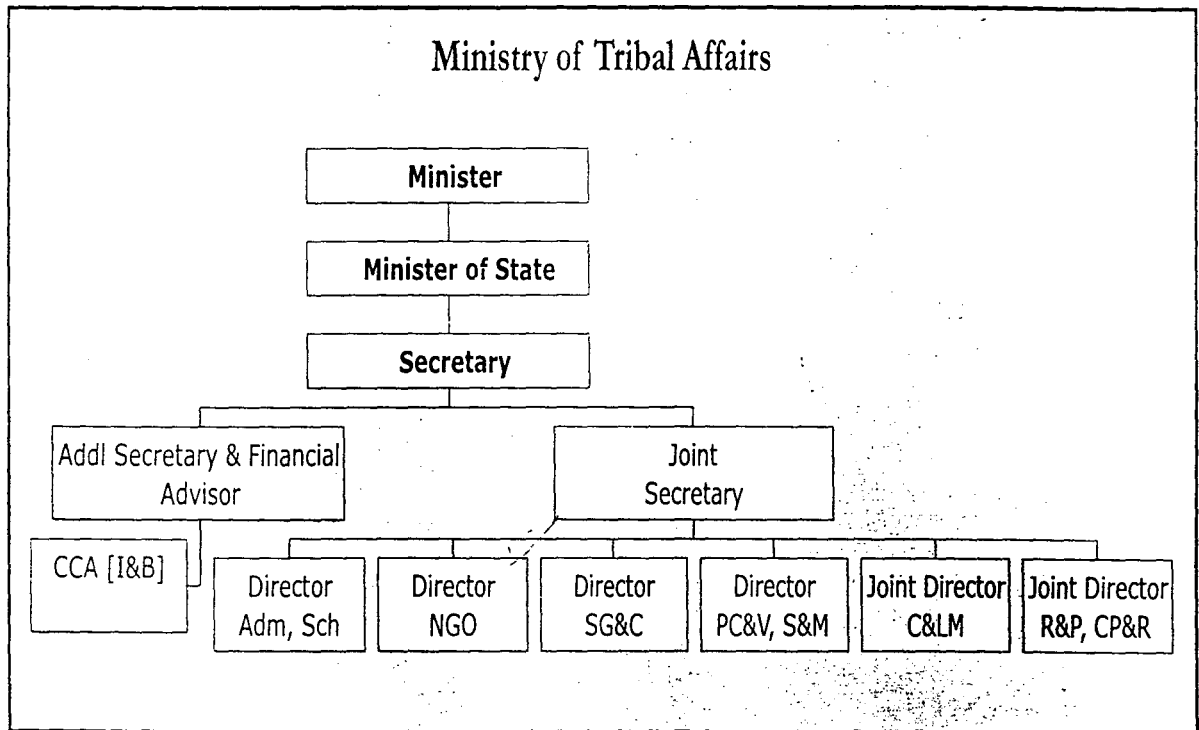 Ministry of Tribal Affairs
Minister
Minister of State
Secretary
Addl Secretary & Financial
Advisor
Joint
Secretary
CCA [I&B]
Director
Adm, Sch
Director
NGO
Director
SG&C
Director
PC&V, S&M
Joint Director
C&LM
Joint Director
R&P, CP&R